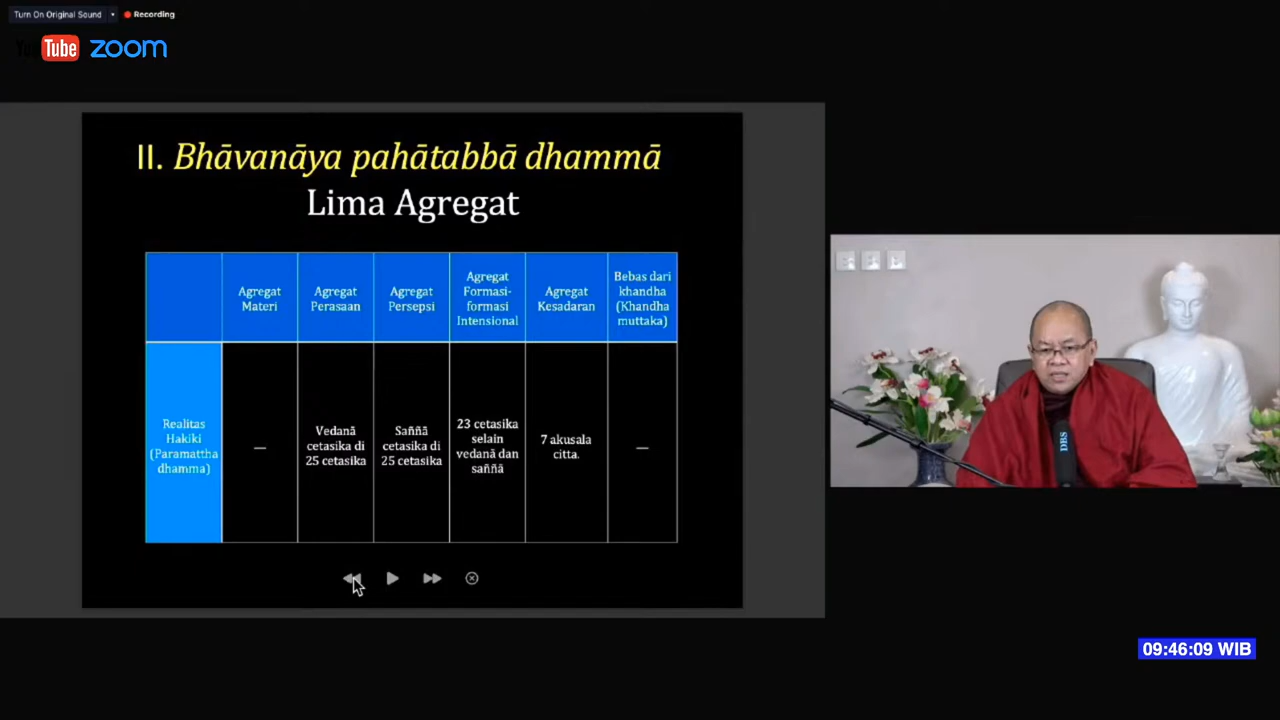 Turn On Original Sound
Recording
YouTube zoom
II. Bhāvanāya pahātabbā dhammā
Lima Agregat
Agregat
Materi
Agregat
Perasaan
Agregat
Persepsi
Agregat
Formasi-
formasi
Intensional
Agregat
Kesadaran
Bebas dari
khandha
(Khandha
muttaka)
Realitas
Hakiki
(Paramattha
dhamma)
—
Vedanā
cetasika di
25 cetasika
Saññā
cetasika di
25 cetasika
23 cetasika
selain
vedanā dan
saññā
7 akusala
citta.
—
DBS
09:46:09 WIB